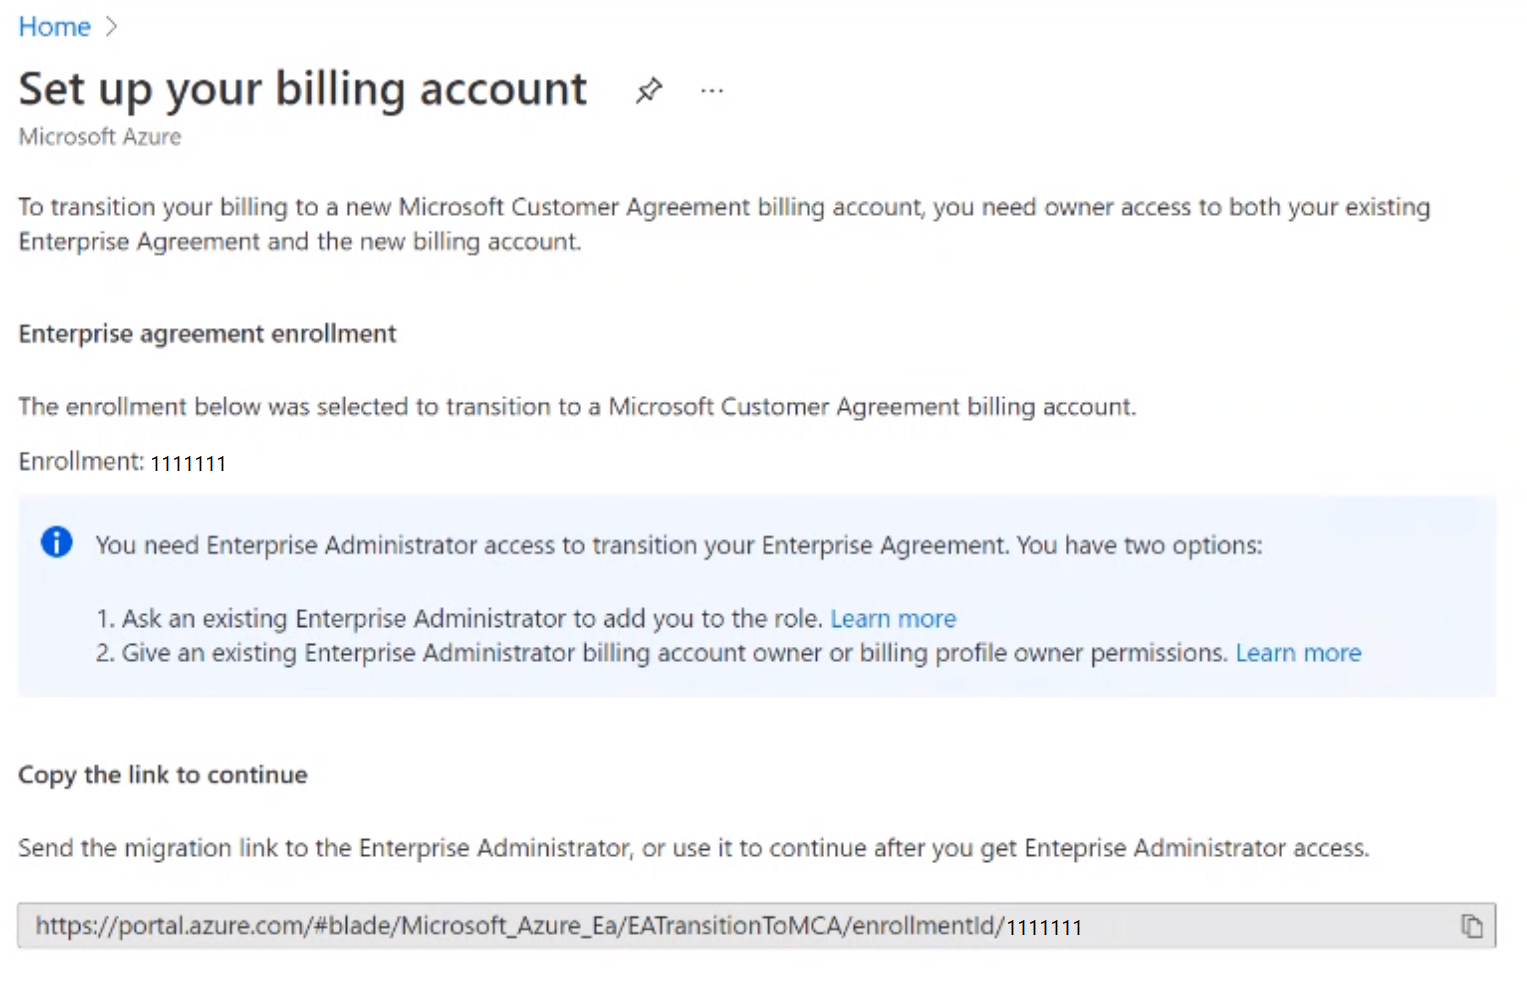 Home
Set up your billing account
Microsoft Azure
To transition your billing to a new Microsoft Customer Agreement billing account, you need owner access to both your existing
Enterprise Agreement and the new billing account.
Enterprise agreement enrollment
The enrollment below was selected to transition to a Microsoft Customer Agreement billing account.
Enrollment: 1111111
You need Enterprise Administrator access to transition your Enterprise Agreement. You have two options:
1. Ask an existing Enterprise Administrator to add you to the role. Learn more
2. Give an existing Enterprise Administrator billing account owner or billing profile owner permissions. Learn more
Copy the link to continue
Send the migration link to the Enterprise Administrator, or use it to continue after you get Enteprise Administrator access.
https://portal.azure.com/#blade/Microsoft_Azure_Ea/EATransitionToMCA/enrollmentId/1111111